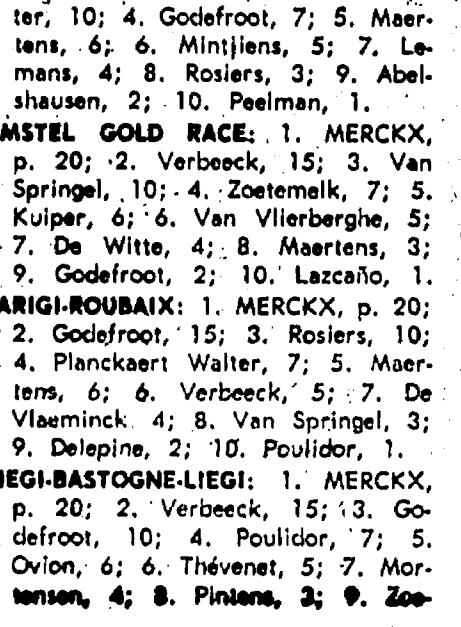 ter, 10; 4. Godefroot, 7; 5. Maer-
tens, 6; 6. Mintjiens, 5; 7. Le-
mans, 4; 8. Rosiers, 3; 9. Abel-
shausen, 2; 10. Peelman, 1.
MSTEL GOLD RACE: 1. MERCKX,
p. 20; 2. Verbeeck, 15; 3. Van
Springel, 10; 4. Zoetemelk, 7; 5.
Kuiper, 6; 6. Van Vlierberghe, 5;
7. De Witte, 4; 8. Maertens, 3;
9. Godefroot, 2; 10. Lazcaño, 1.
ARIGI-ROUBAIX: 1. MERCKX, p. 20;
2. Godefroot, 15; 3. Rosiers, 10;
4. Planckaert Walter, 7; 5. Maer-
tens, 6; 6. Verbeeck, 5; 7. De
Vlaeminck 4; 8. Van Springel, 3;
9. Delepine, 2; 10. Poulidor, 1.
IEGI-BASTOGNE-LIEGI: 1. MERCKX,
p. 20; 2. Verbeeck, 15; 3. Go-
defroot, 10; 4. Poulidor, 7; 5.
Ovion, 6; 6. Thévenet, 5; 7. Mor-
tensen, 4; 8. Pintens, 3; 9. Zoe-